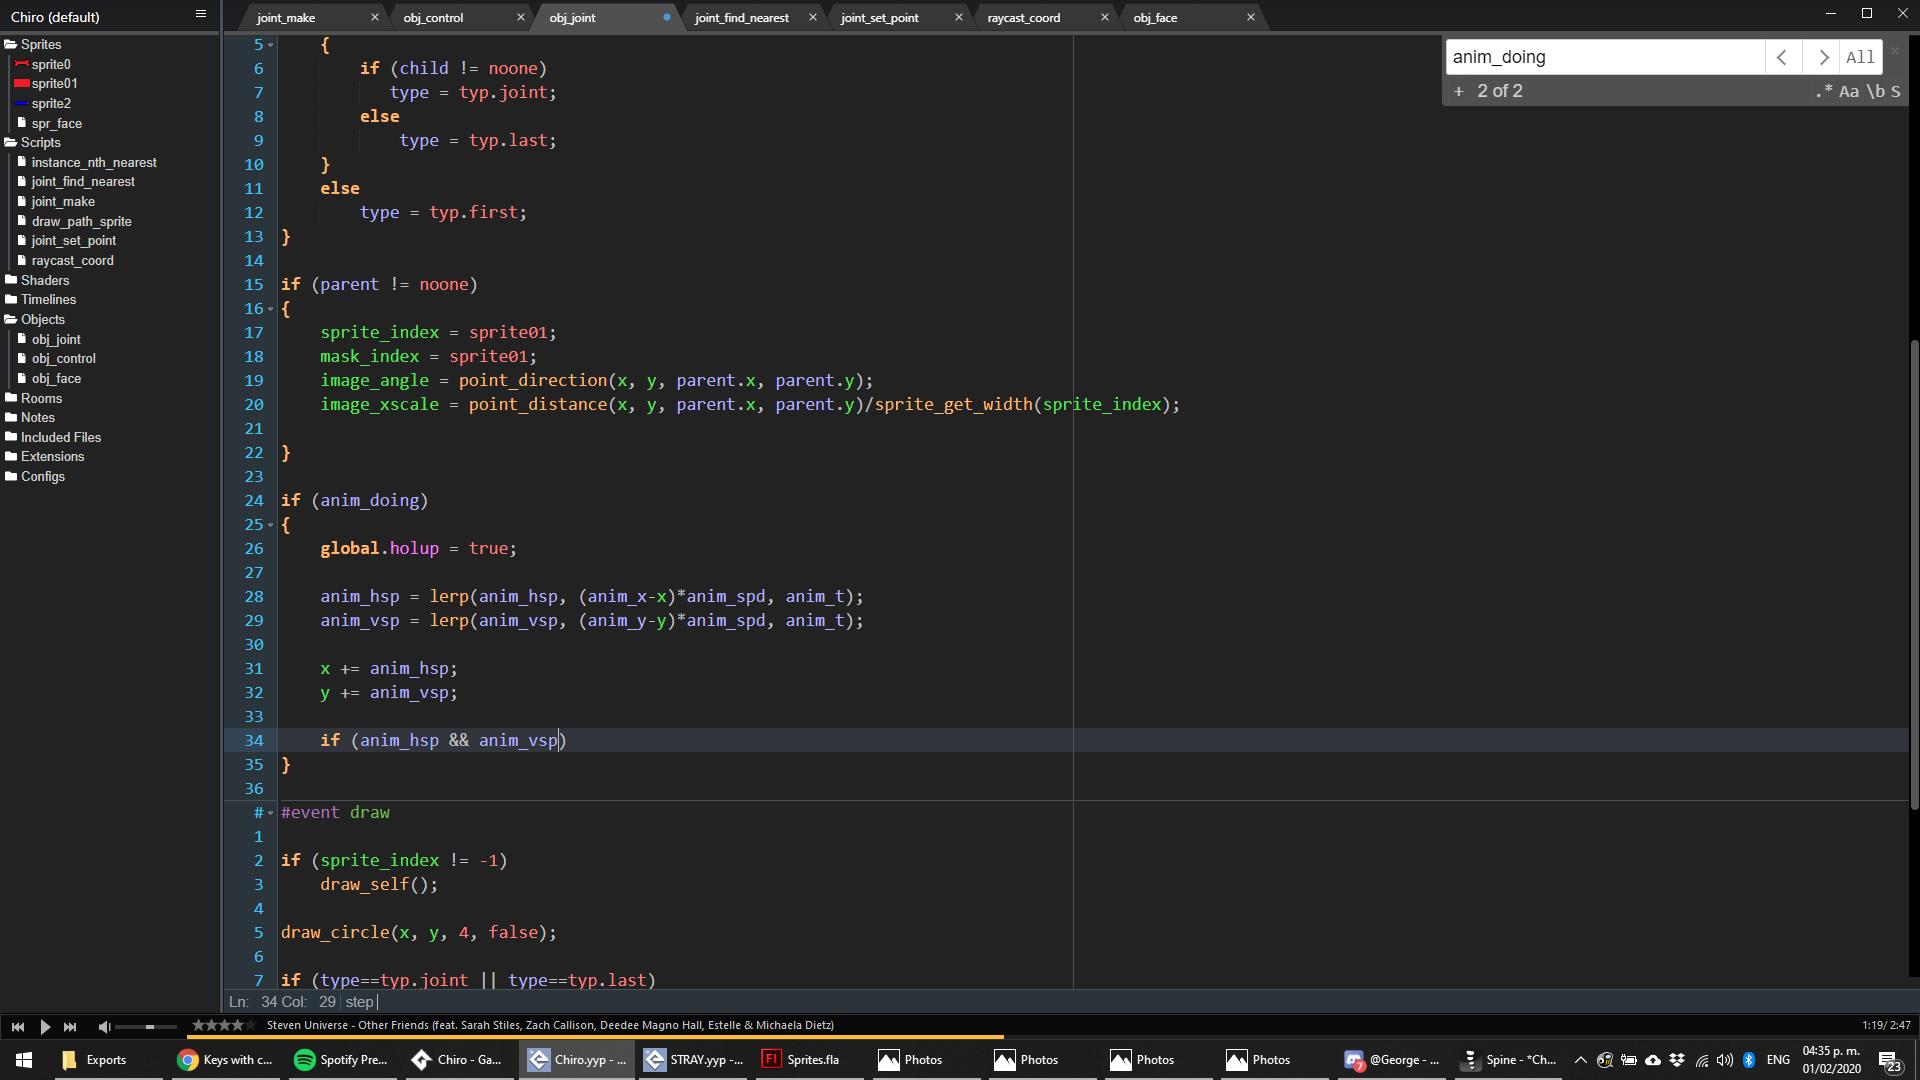 Chiro (default)
Sprites
sprite0
sprite01
sprite2
spr_face
Scripts
instance_nth_nearest
joint_find_nearest
joint_make
draw_path_sprite
joint_set_point
raycast_coord
Shaders
Timelines
Objects
obj_joint
obj_control
obj_face
Rooms
Notes
Included Files
Extensions
Configs
joint_make × obj_control × obj_joint joint_find_nearest × joint_set_point × raycast_coord × obj_face ×
anim_doing < > All
+ 2 of 2 .* Aa \b S
5 {
6 if (child != noone)
7 type = typ.joint;
8 else
9 type = typ.last;
10 }
11 else
12 type = typ.first;
13 }
14
15 if (parent != noone)
16 {
17 sprite_index = sprite01;
18 mask_index = sprite01;
19 image_angle = point_direction(x, y, parent.x, parent.y);
20 image_xscale = point_distance(x, y, parent.x, parent.y)/sprite_get_width(sprite_index);
21
22 }
23
24 if (anim_doing)
25 {
26 global.holup = true;
27
28 anim_hsp = lerp(anim_hsp, (anim_x-x)*anim_spd, anim_t);
29 anim_vsp = lerp(anim_vsp, (anim_y-y)*anim_spd, anim_t);
30
31 x += anim_hsp;
32 y += anim_vsp;
33
34 if (anim_hsp && anim_vsp)
35 }
36
# #event draw
1
2 if (sprite_index != -1)
3 draw_self();
4
5 draw_circle(x, y, 4, false);
6
7 if (type==typ.joint || type==typ.last)
Ln: 34 Col: 29 step
Steven Universe - Other Friends (feat. Sarah Stiles, Zach Callison, Deedee Magno Hall, Estelle & Michaela Dietz) 1:19/ 2:47
Exports Keys with c... Spotify Pre... Chiro - Ga... Chiro.yyp - ... STRAY.yyp -... Fl Sprites.fla Photos Photos Photos Photos 7 @George - ... Spine - *Ch... ENG 04:35 p. m.
01/02/2020 23